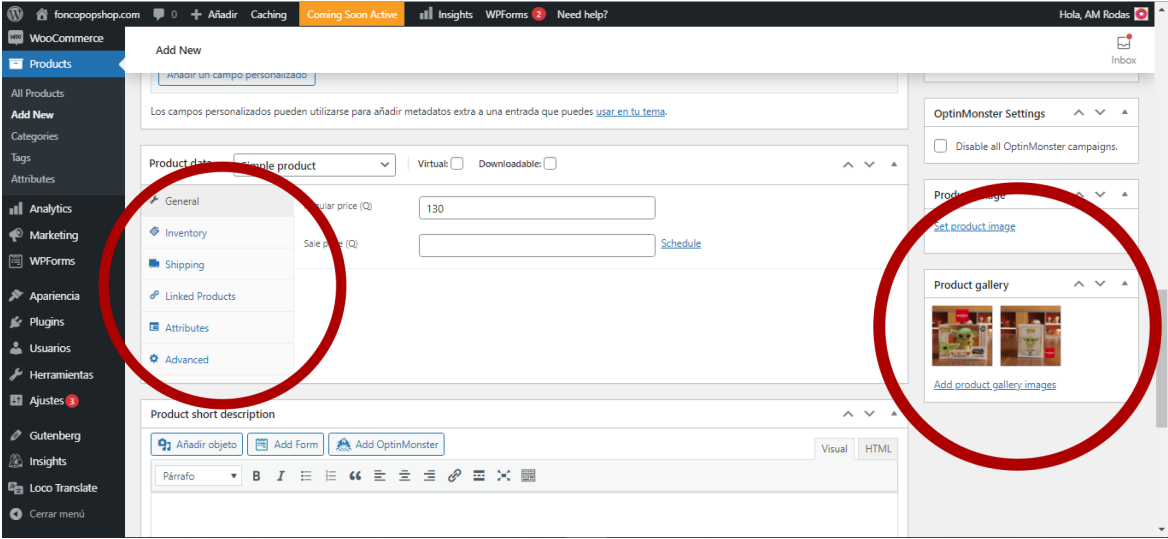 foncopopshop.com 0 Añadir Caching Coming Soon Active Insights WPForms 2 Need help? Hola, AM Rodas
WooCommerce
Products
All Products
Add New
Categories
Tags
Attributes
Analytics
Marketing
WPForms
Apariencia
Plugins
Usuarios
Herramientas
Ajustes 3
Gutenberg
Insights
Loco Translate
Cerrar menú
Add New
Inbox
Añadir un campo personalizado
Los campos personalizados pueden utilizarse para añadir metadatos extra a una entrada que puedes usar en tu tema.
Product data Simple product Virtual: Downloadable:
General
Inventory
Shipping
Linked Products
Attributes
Advanced
Regular price (Q) 130
Sale price (Q) Schedule
Product short description
Añadir objeto Add Form Add OptinMonster
Visual HTML
Párrafo B I
OptinMonster Settings
Disable all OptinMonster campaigns.
Product image
Set product image
Product gallery
Add product gallery images